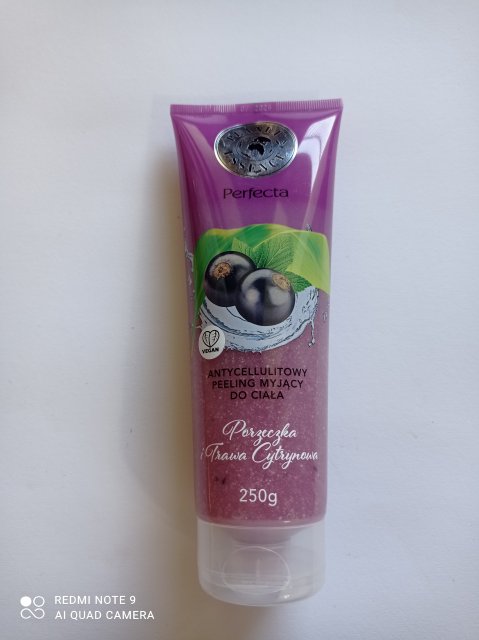 Perfecta
VEGAN
ANTYCELLULITOWY
PEELING MYJĄCY
DO CIAŁA
Porzeczka
i Trawa Cytrynowa
250g
REDMI NOTE 9
AI QUAD CAMERA